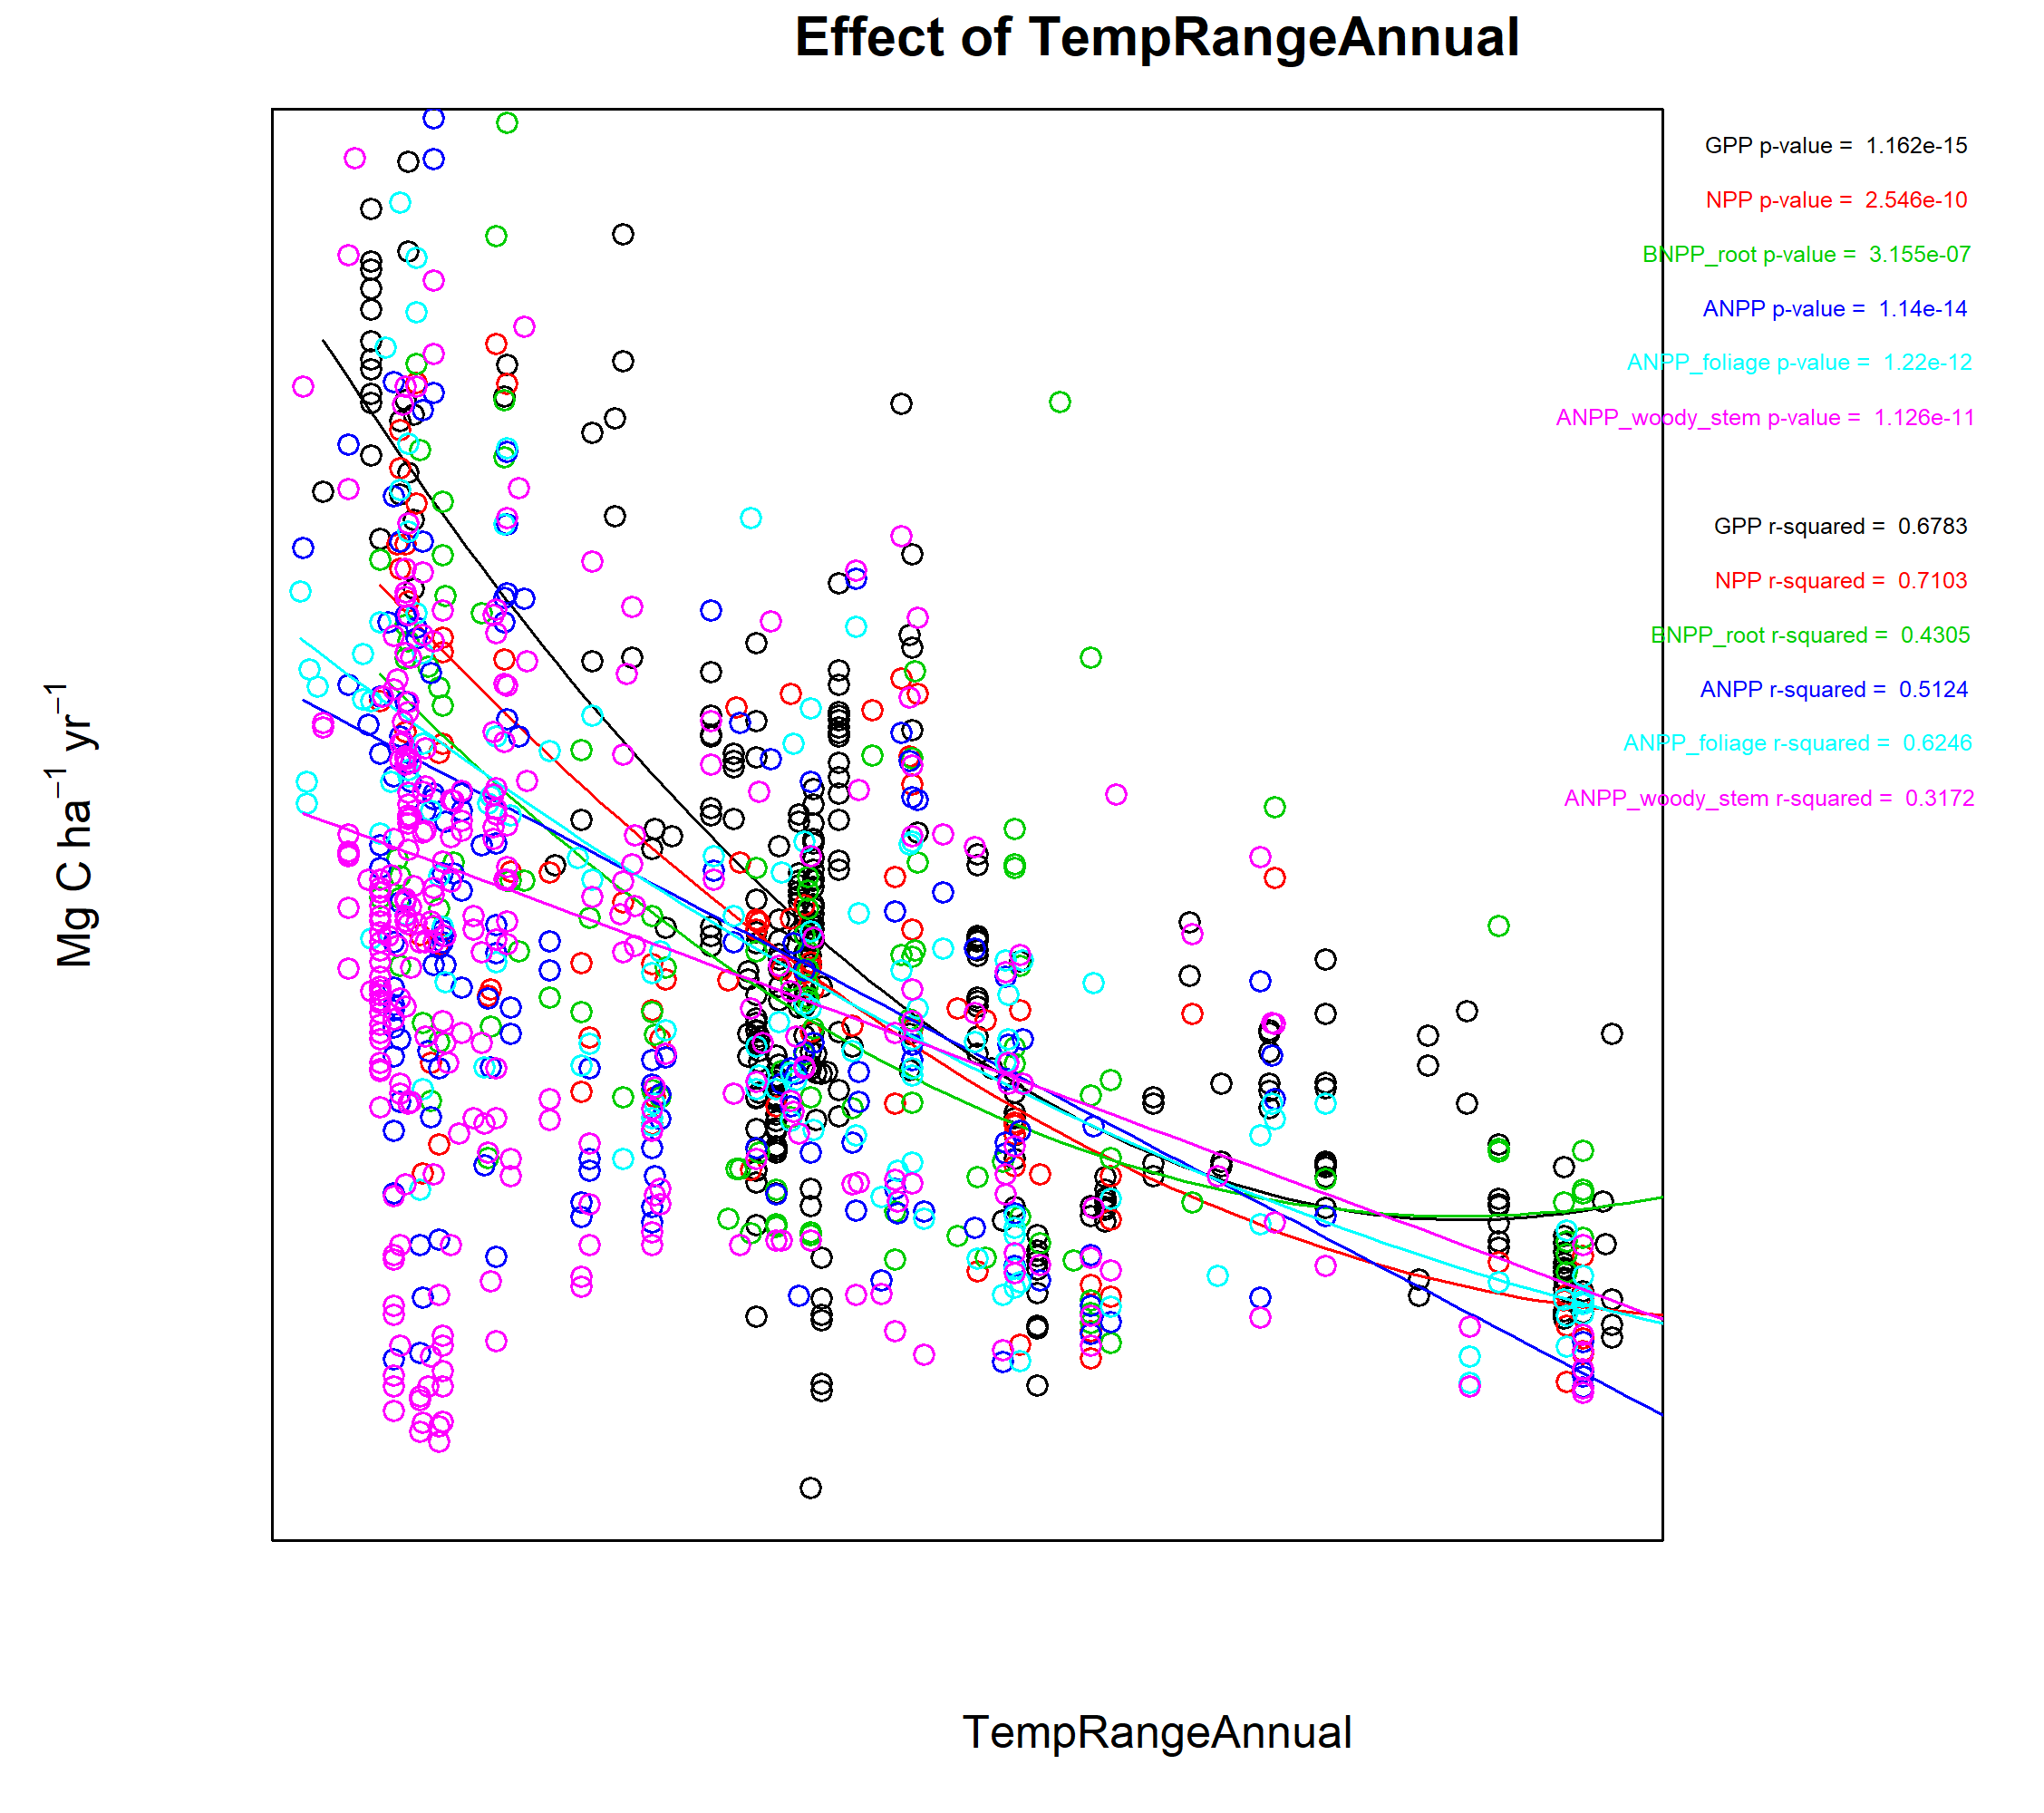 Effect of TempRangeAnnual
GPP p-value = 1.162e-15
NPP p-value = 2.546e-10
BNPP_root p-value = 3.155e-07
ANPP p-value = 1.14e-14
ANPP_foliage p-value = 1.22e-12
ANPP_woody_stem p-value = 1.126e-11
GPP r-squared = 0.6783
NPP r-squared = 0.7103
BNPP_root r-squared = 0.4305
ANPP r-squared = 0.5124
ANPP_foliage r-squared = 0.6246
ANPP_woody_stem r-squared = 0.3172
Mg C ha⁻¹ yr⁻¹
TempRangeAnnual